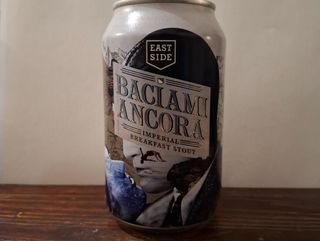 EAST
SIDE
BACIAMI
ANCORA
IMPERIAL
BREAKFAST STOUT